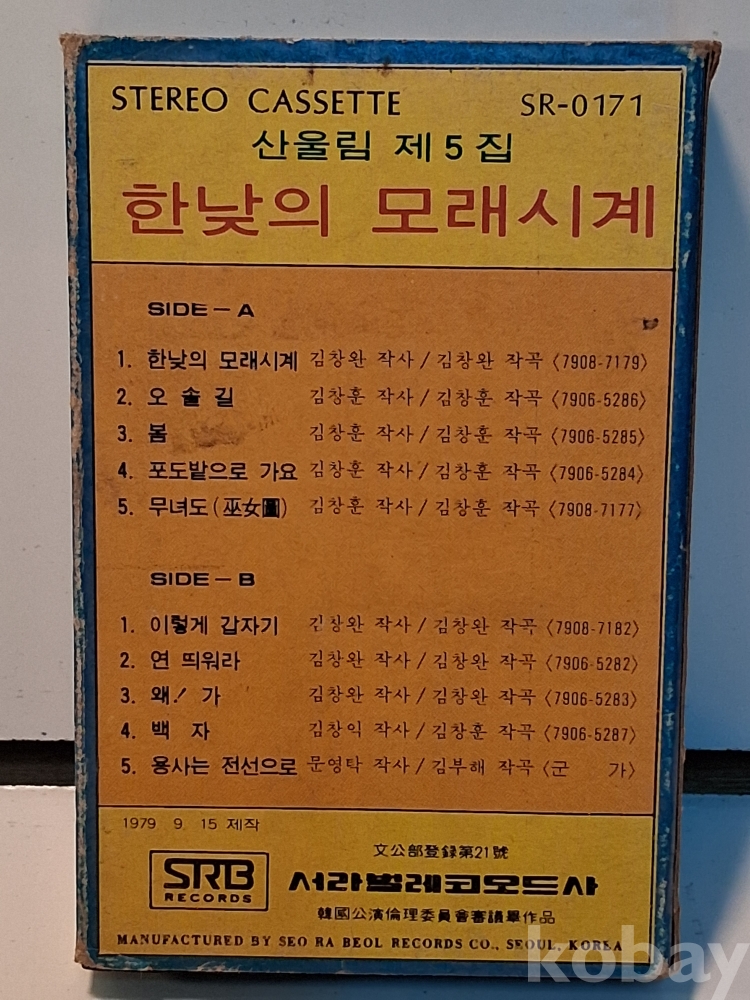 STEREO CASSETTE SR-0171
산울림 제5집
한낮의 모래시계
SIDE-A
1. 한낮의 모래시계 김창완 작사/김창완 작곡 〈7908-7179〉
2. 오솔길 김창훈 작사/김창훈 작곡 〈7906-5286〉
3. 봄 김창훈 작사/김창훈 작곡 〈7906-5285〉
4. 포도밭으로 가요 김창훈 작사/김창훈 작곡 〈7906-5284〉
5. 무녀도(巫女圖) 김창훈 작사/김창훈 작곡 〈7908-7177〉
SIDE-B
1. 이렇게 갑자기 김창완 작사/김창완 작곡 〈7908-7182〉
2. 연 띄워라 김창완 작사/김창완 작곡 〈7906-5282〉
3. 왜! 가 김창완 작사/김창완 작곡 〈7906-5283〉
4. 백 자 김창익 작사/김창훈 작곡 〈7906-5287〉
5. 용사는 전선으로 문영탁 작사/김부해 작곡 〈군 가〉
1979 9. 15 제작
文公部登録第21號
SRB
RECORDS
서라벌레코오드사
韓國公演倫理委員會審議畢作品
MANUFACTURED BY SEO RA BEOL RECORDS CO., SEOUL, KOREA
kobay